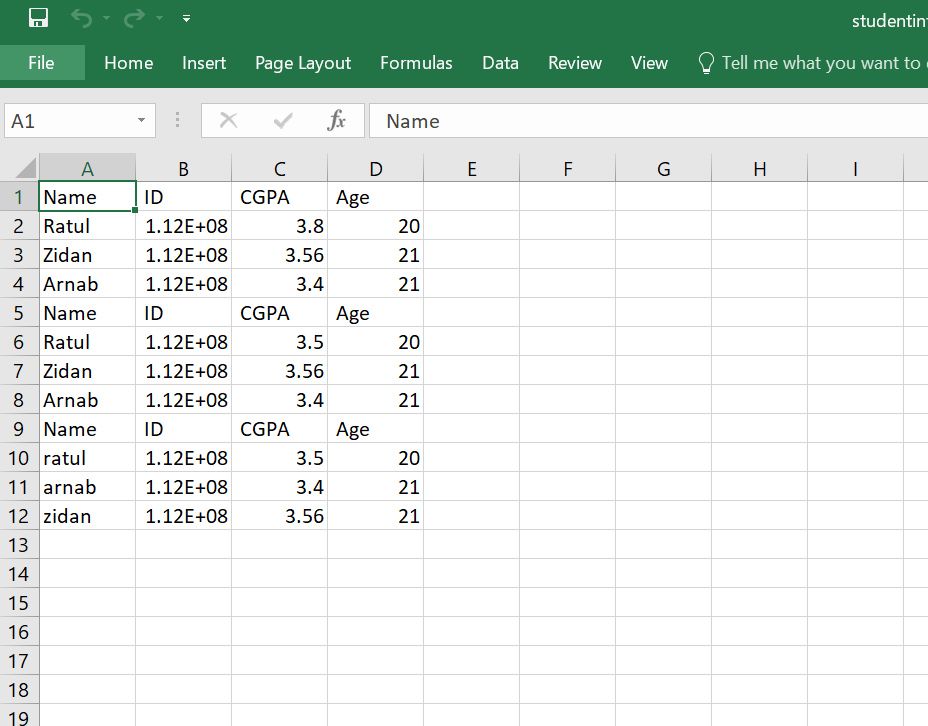 studentin
File Home Insert Page Layout Formulas Data Review View Tell me what you want to
A1 fx Name
A B C D E F G H I
1 Name ID CGPA Age
2 Ratul 1.12E+08 3.8 20
3 Zidan 1.12E+08 3.56 21
4 Arnab 1.12E+08 3.4 21
5 Name ID CGPA Age
6 Ratul 1.12E+08 3.5 20
7 Zidan 1.12E+08 3.56 21
8 Arnab 1.12E+08 3.4 21
9 Name ID CGPA Age
10 ratul 1.12E+08 3.5 20
11 arnab 1.12E+08 3.4 21
12 zidan 1.12E+08 3.56 21
13
14
15
16
17
18
19